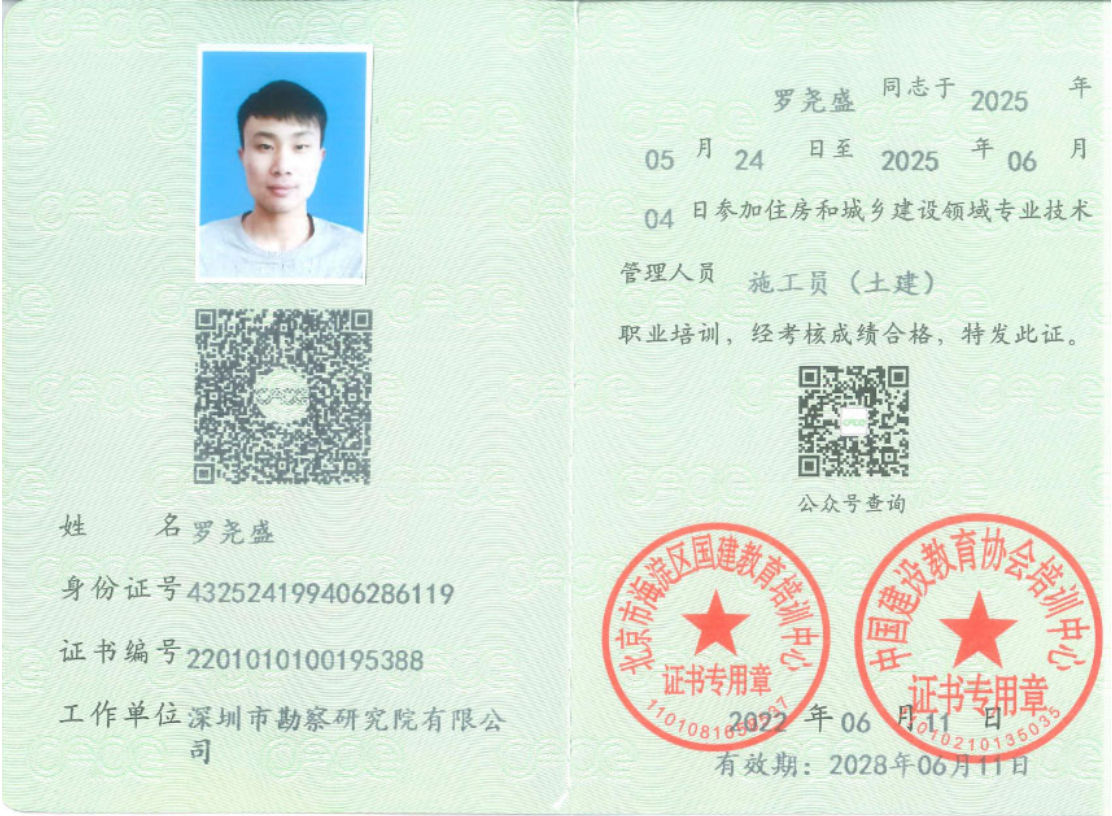 姓 名 罗尧盛
身份证号 432524199406286119
证书编号 2201010100195388
工作单位 深圳市勘察研究院有限公
司
罗尧盛 同志于 2025 年
05 月 24 日至 2025 年 06 月
04 日参加住房和城乡建设领域专业技术
管理人员 施工员（土建）
职业培训，经考核成绩合格，特发此证。
公众号查询
北京市海淀区国建教育培训中心
证书专用章
中国建设教育协会培训中心
证书专用章
2022 年 06 月 11 日
有效期：2028年06月11日